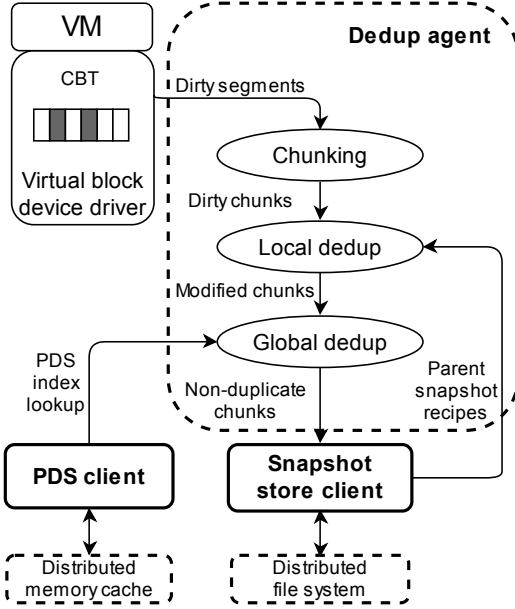 VM
Dedup agent
CBT
Dirty segments
Virtual block
device driver
Chunking
Dirty chunks
Local dedup
Modified chunks
Global dedup
PDS
index
lookup
Non-duplicate
chunks
Parent
snapshot
recipes
PDS client
Snapshot
store client
Distributed
memory cache
Distributed
file system